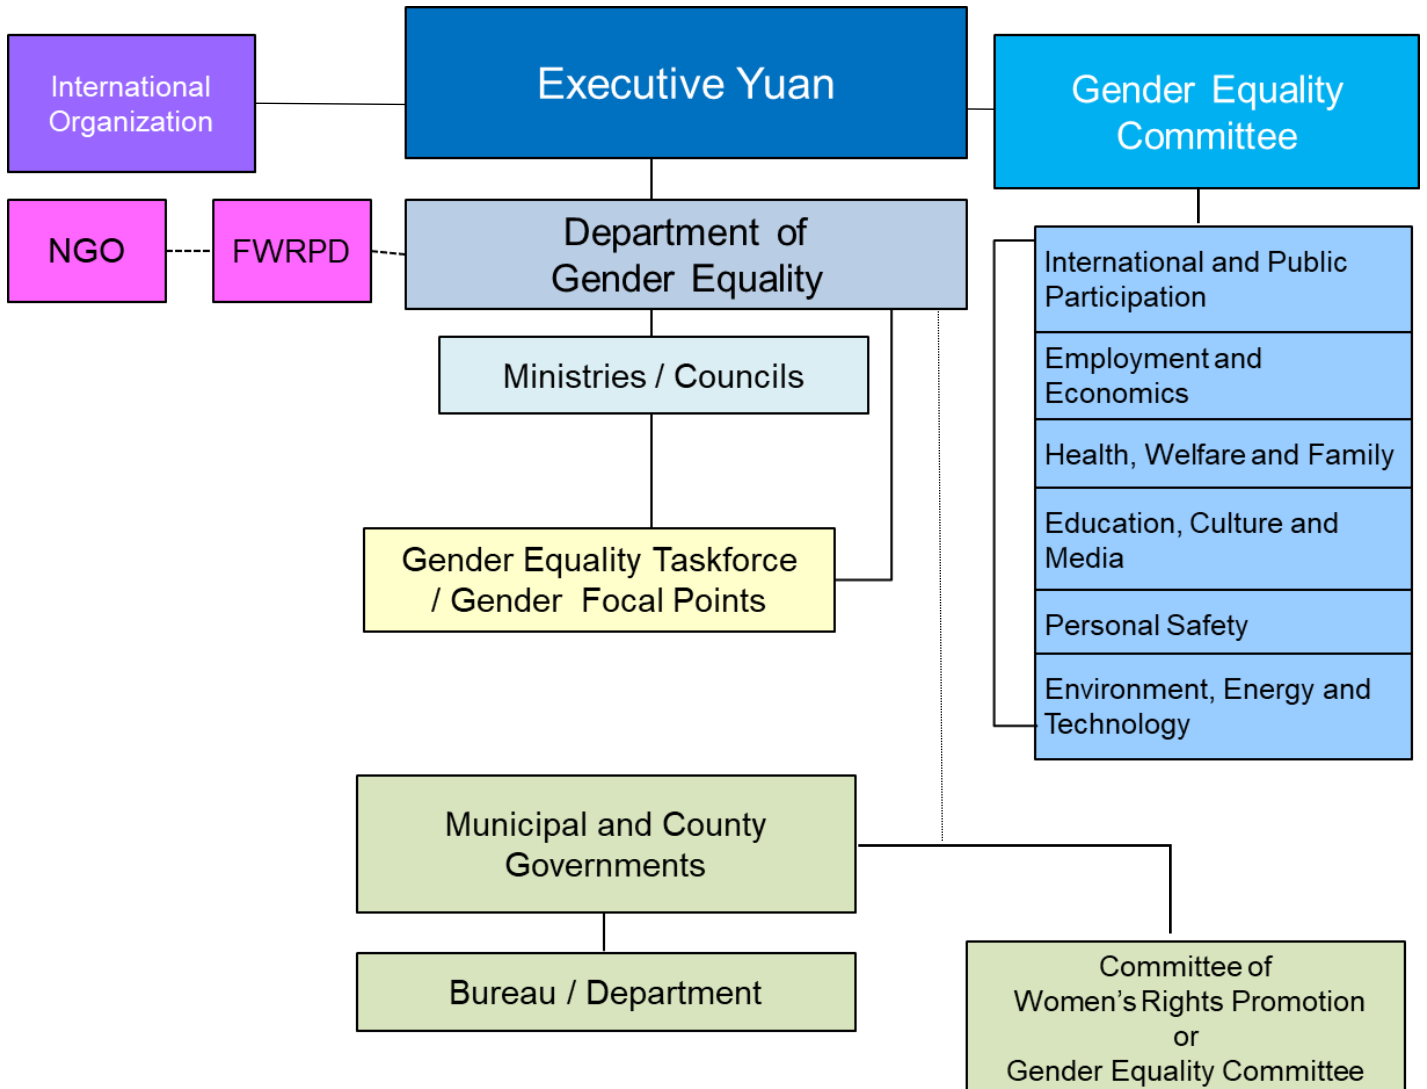 International
Organization
Executive Yuan
Gender Equality
Committee
NGO
FWRPD
Department of
Gender Equality
Ministries / Councils
Gender Equality Taskforce
/ Gender Focal Points
International and Public
Participation
Employment and
Economics
Health, Welfare and Family
Education, Culture and
Media
Personal Safety
Environment, Energy and
Technology
Municipal and County
Governments
Bureau / Department
Committee of
Women’s Rights Promotion
or
Gender Equality Committee